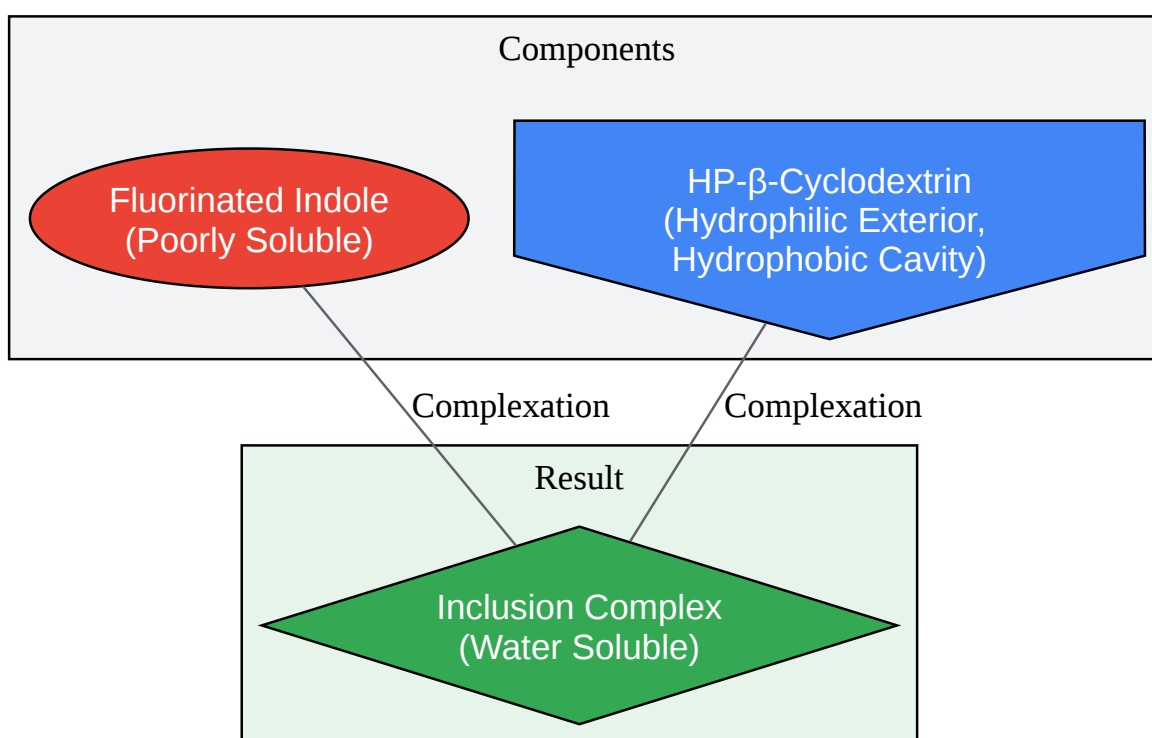 Components
Fluorinated Indole
(Poorly Soluble)
HP-β-Cyclodextrin
(Hydrophilic Exterior,
Hydrophobic Cavity)
Complexation
Complexation
Result
Inclusion Complex
(Water Soluble)